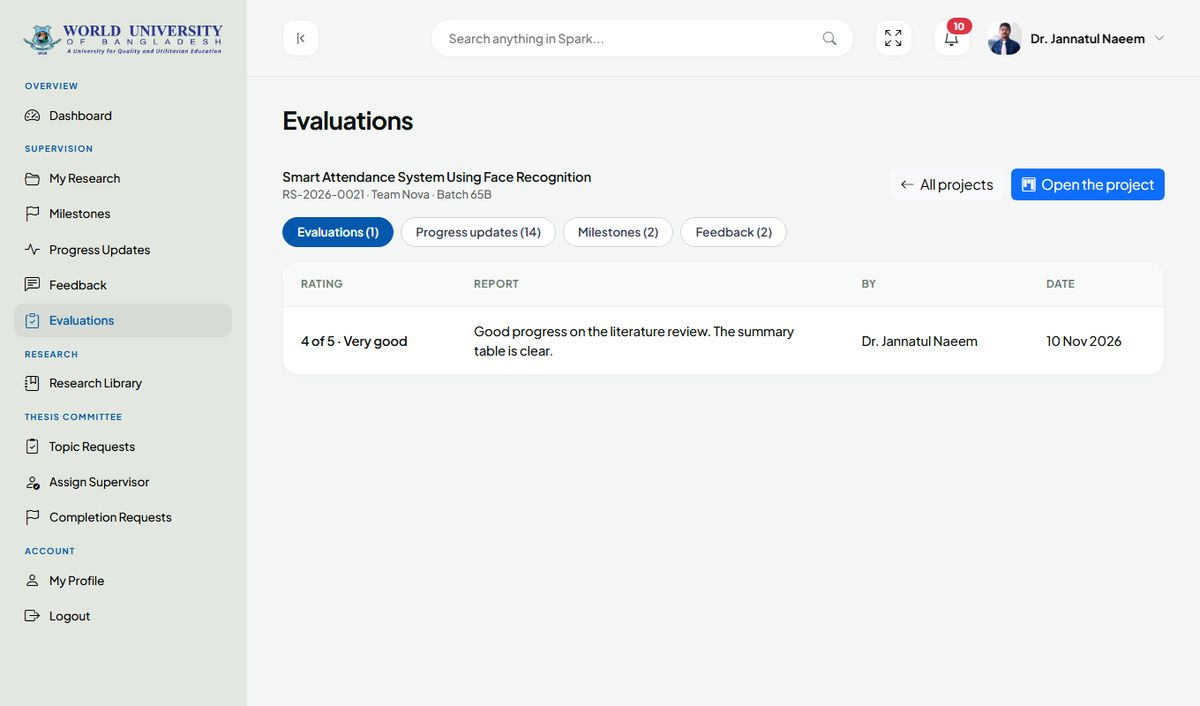 WORLD UNIVERSITY
OF BANGLADESH
A University for Quality and Utilitarian Education
OVERVIEW
Dashboard
SUPERVISION
My Research
Milestones
Progress Updates
Feedback
Evaluations
RESEARCH
Research Library
THESIS COMMITTEE
Topic Requests
Assign Supervisor
Completion Requests
ACCOUNT
My Profile
Logout
Search anything in Spark...
10
Dr. Jannatul Naeem
Evaluations
Smart Attendance System Using Face Recognition
RS-2026-0021 · Team Nova · Batch 65B
← All projects
Open the project
Evaluations (1)
Progress updates (14)
Milestones (2)
Feedback (2)
RATING REPORT BY DATE
4 of 5 · Very good
Good progress on the literature review. The summary
table is clear.
Dr. Jannatul Naeem
10 Nov 2026